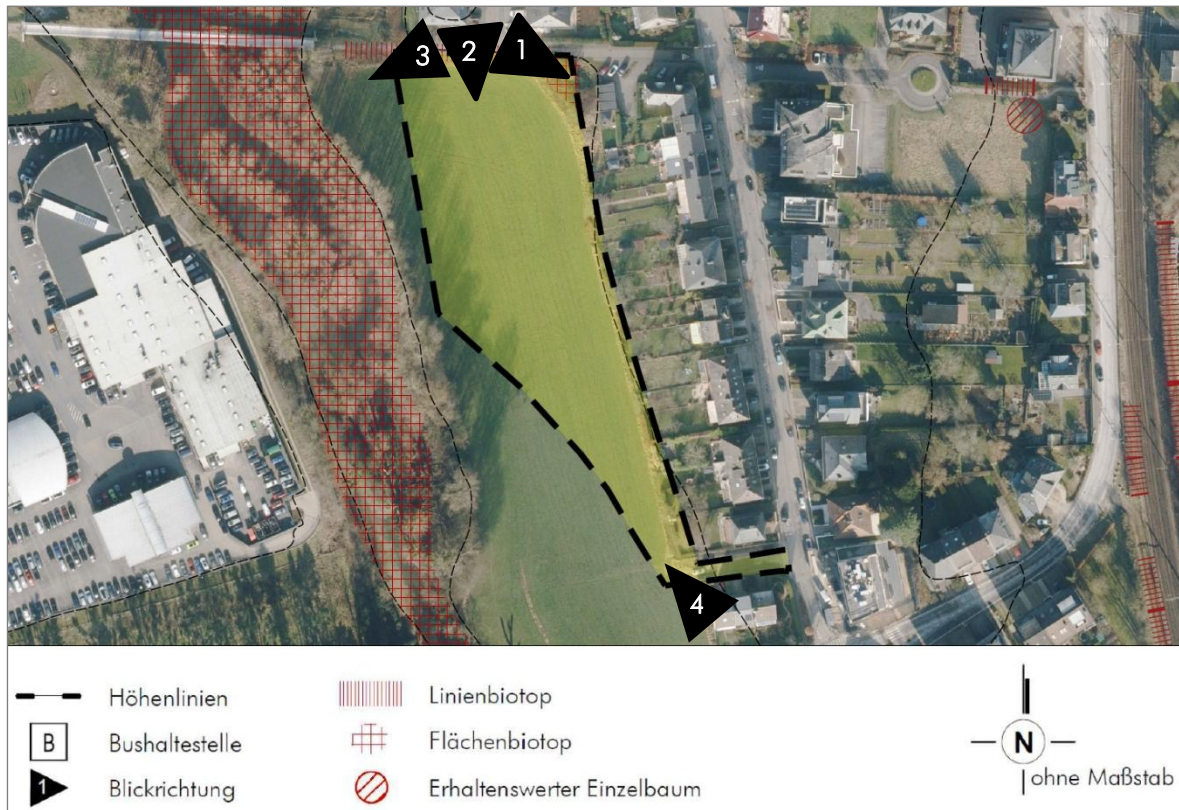 3
2
1
4
Höhenlinien
Linienbiotop
B
Bushaltestelle
Flächenbiotop
N
ohne Maßstab
1
Blickrichtung
Erhaltenswerter Einzelbaum